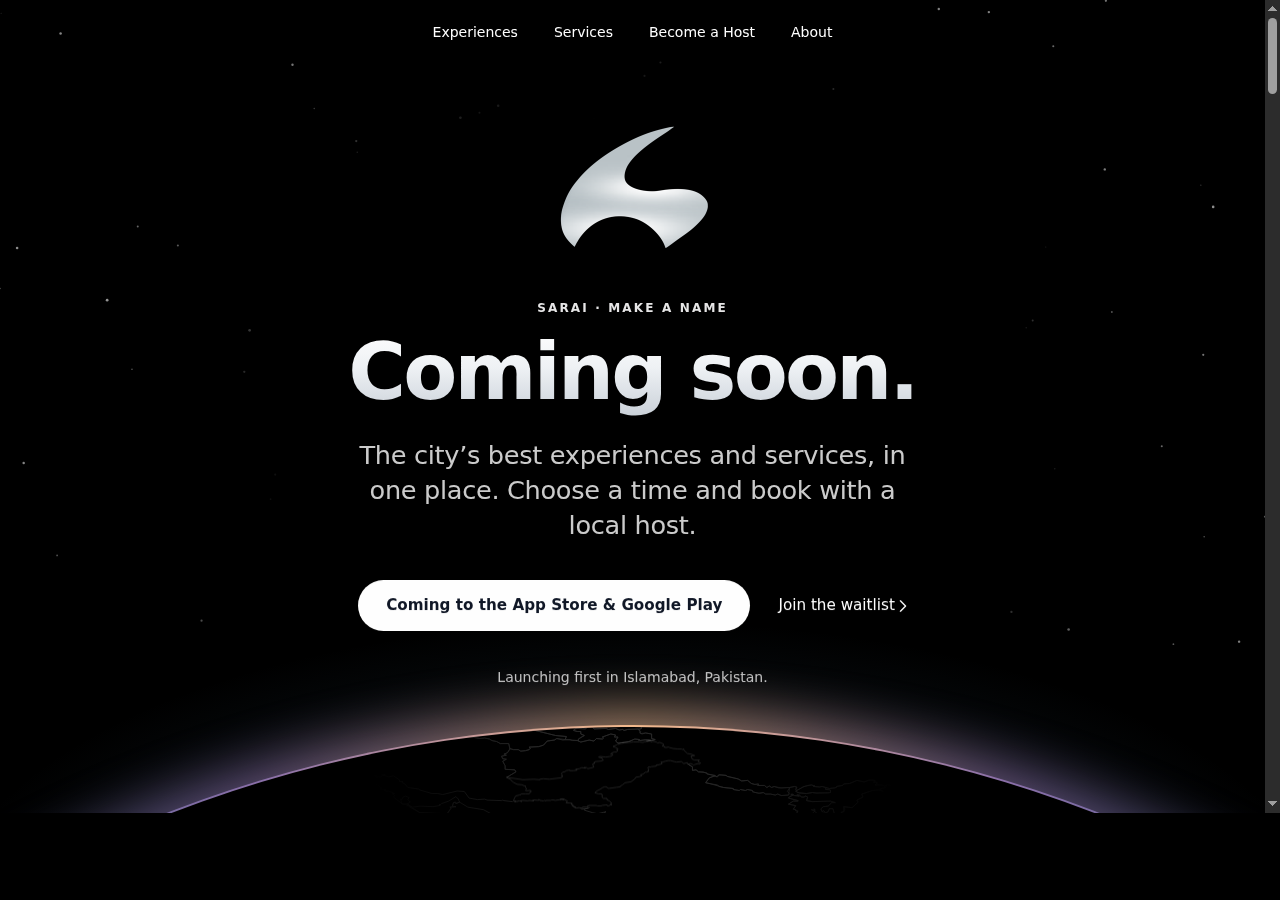 Experiences Services Become a Host About
SARAI · MAKE A NAME
Coming soon.
The city’s best experiences and services, in
one place. Choose a time and book with a
local host.
Coming to the App Store & Google Play Join the waitlist
Launching first in Islamabad, Pakistan.